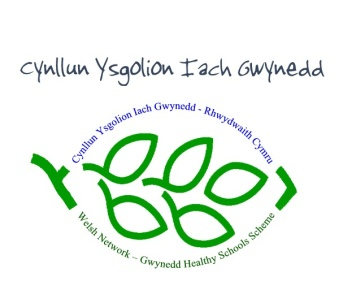 Cynllun Ysgolion Iach Gwynedd
Cynllun Ysgolion Iach Gwynedd - Rhwydwaith Cymru
Welsh Network – Gwynedd Healthy Schools Scheme